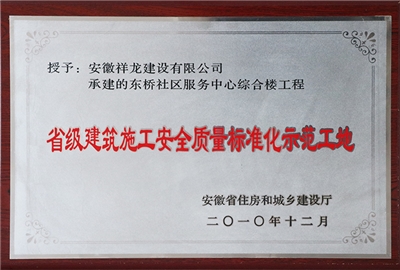 授予：安徽祥龙建设有限公司
承建的东桥社区服务中心综合楼工程
省级建筑施工安全质量标准化示范工地
安徽省住房和城乡建设厅
二〇一〇年十二月